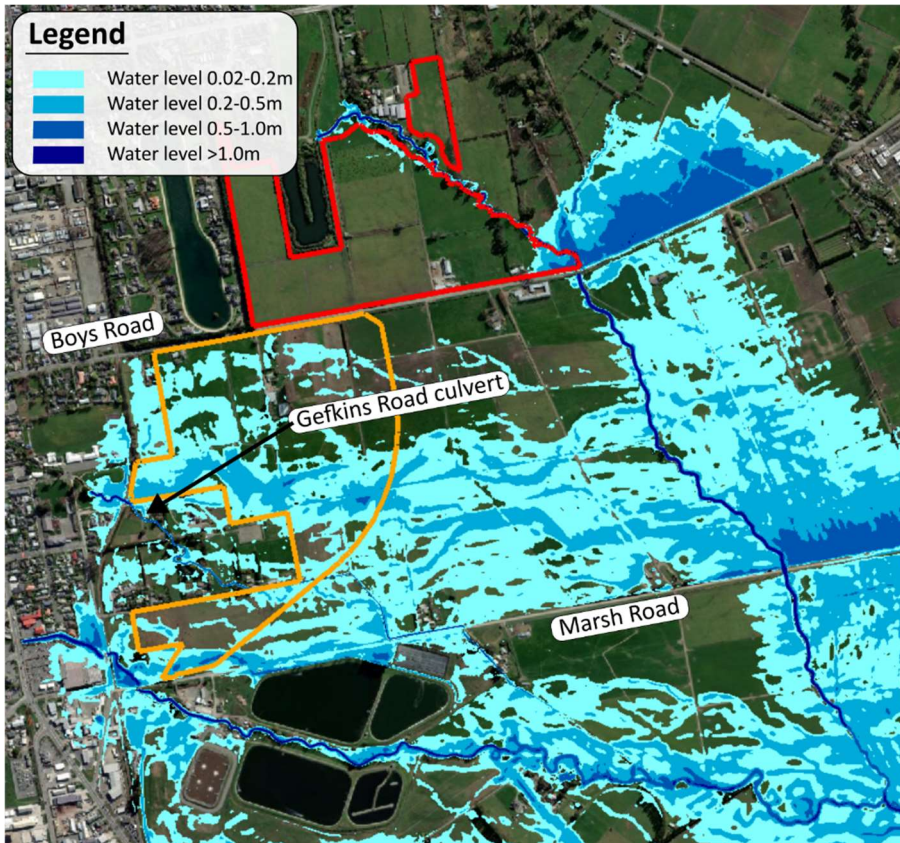 Legend
Water level 0.02-0.2m
Water level 0.2-0.5m
Water level 0.5-1.0m
Water level >1.0m
Boys Road
Gefkins Road culvert
Marsh Road